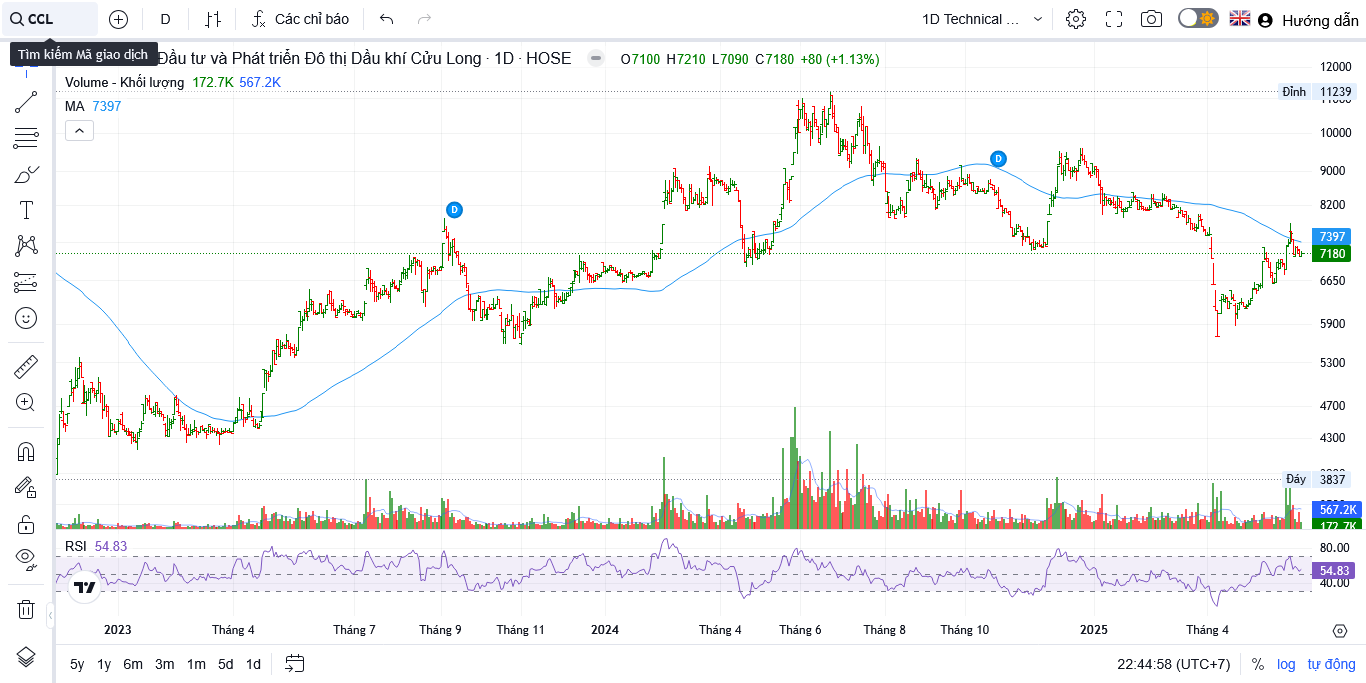 CCL
D
Các chỉ báo
1D Technical ...
Hướng dẫn
Tìm kiếm Mã giao dịch
Đầu tư và Phát triển Đô thị Dầu khí Cửu Long · 1D · HOSE
O7100 H7210 L7090 C7180 +80 (+1.13%)
Volume - Khối lượng 172.7K 567.2K
MA 7397
12000
Đỉnh 11239
11000
10000
9000
8200
7397
7180
6650
5900
5300
4700
4300
Đáy 3837
567.2K
172.7K
D
D
RSI 54.83
80.00
54.83
40.00
2023
Tháng 4
Tháng 7
Tháng 9
Tháng 11
2024
Tháng 4
Tháng 6
Tháng 8
Tháng 10
2025
Tháng 4
5y 1y 6m 3m 1m 5d 1d
22:44:58 (UTC+7)
% log tự động